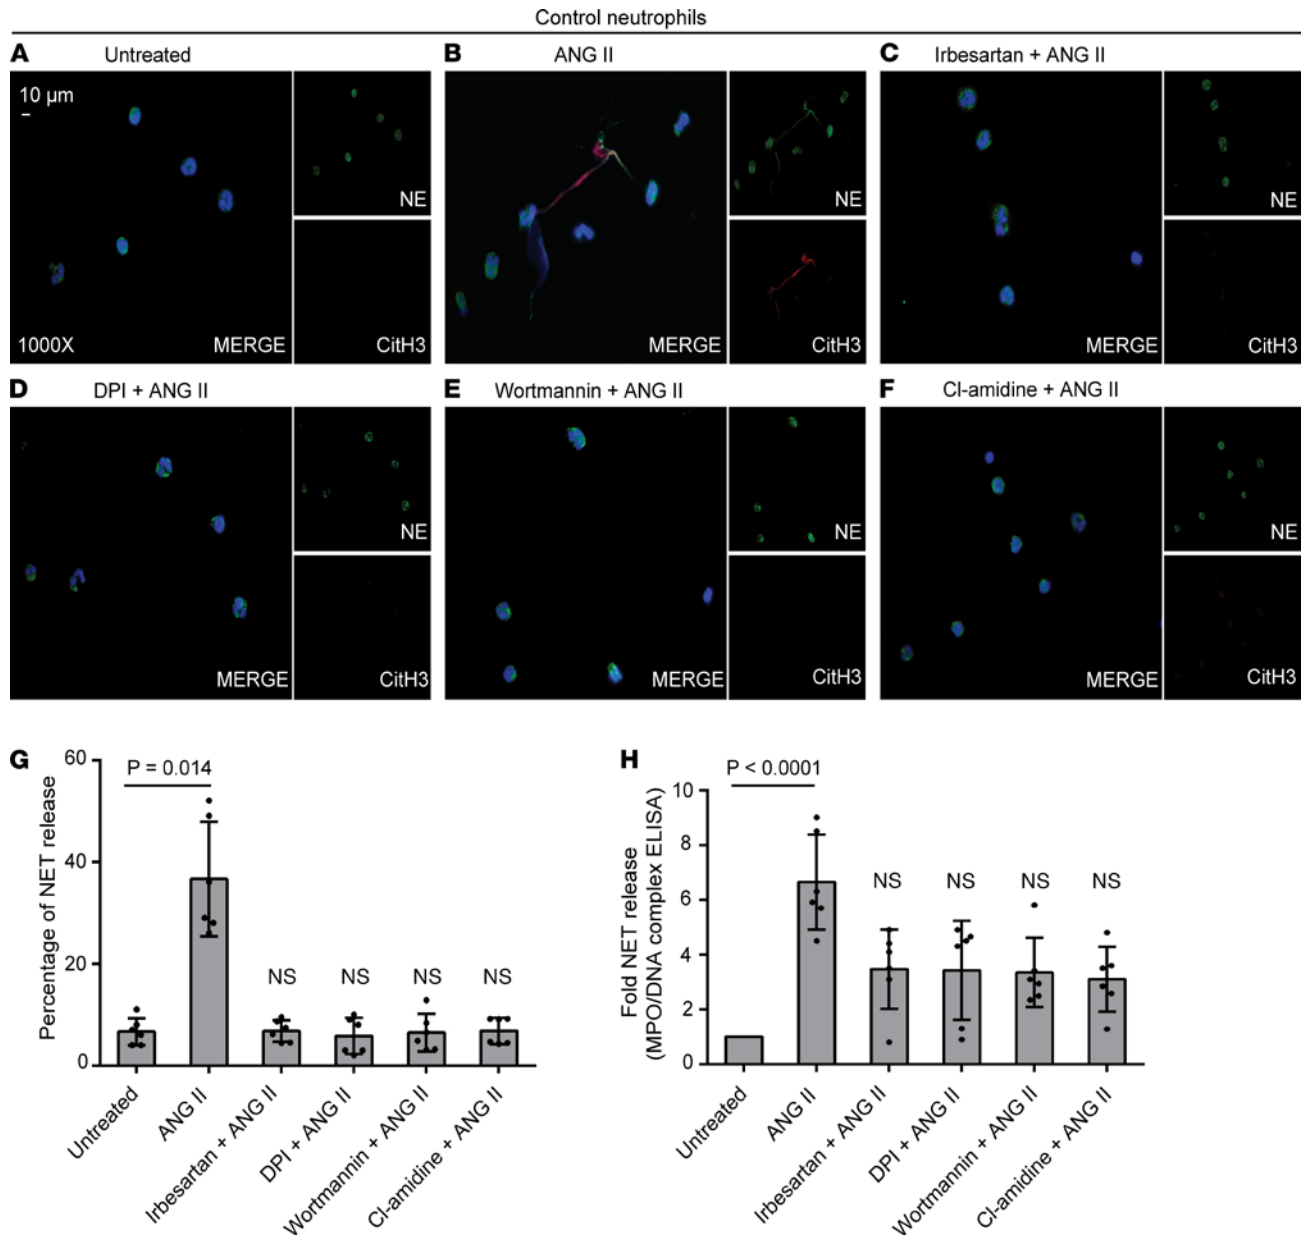 Control neutrophils
A Untreated
B ANG II
C Irbesartan + ANG II
10 µm
NE
NE
NE
1000X
MERGE
CitH3
MERGE
CitH3
MERGE
CitH3
D DPI + ANG II
E Wortmannin + ANG II
F Cl-amidine + ANG II
NE
NE
NE
MERGE
CitH3
MERGE
CitH3
MERGE
CitH3
G
Percentage of NET release
60
40
20
0
P = 0.014
NS
NS
NS
NS
Untreated
ANG II
Irbesartan + ANG II
DPI + ANG II
Wortmannin + ANG II
Cl-amidine + ANG II
H
Fold NET release
(MPO/DNA complex ELISA)
10
8
6
4
2
0
P < 0.0001
NS
NS
NS
NS
Untreated
ANG II
Irbesartan + ANG II
DPI + ANG II
Wortmannin + ANG II
Cl-amidine + ANG II